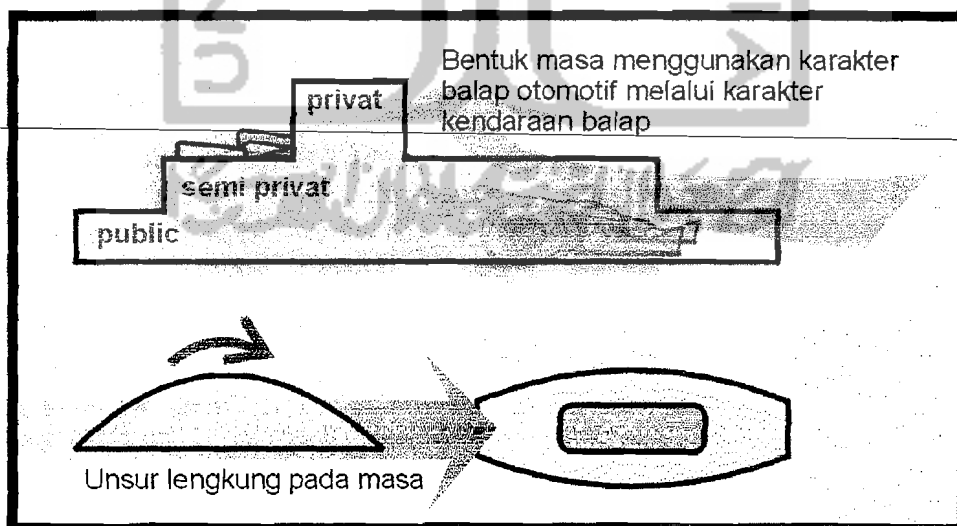 Bentuk masa menggunakan karakter
balap otomotif melalui karakter
kendaraan balap
privat
semi privat
public
Unsur lengkung pada masa